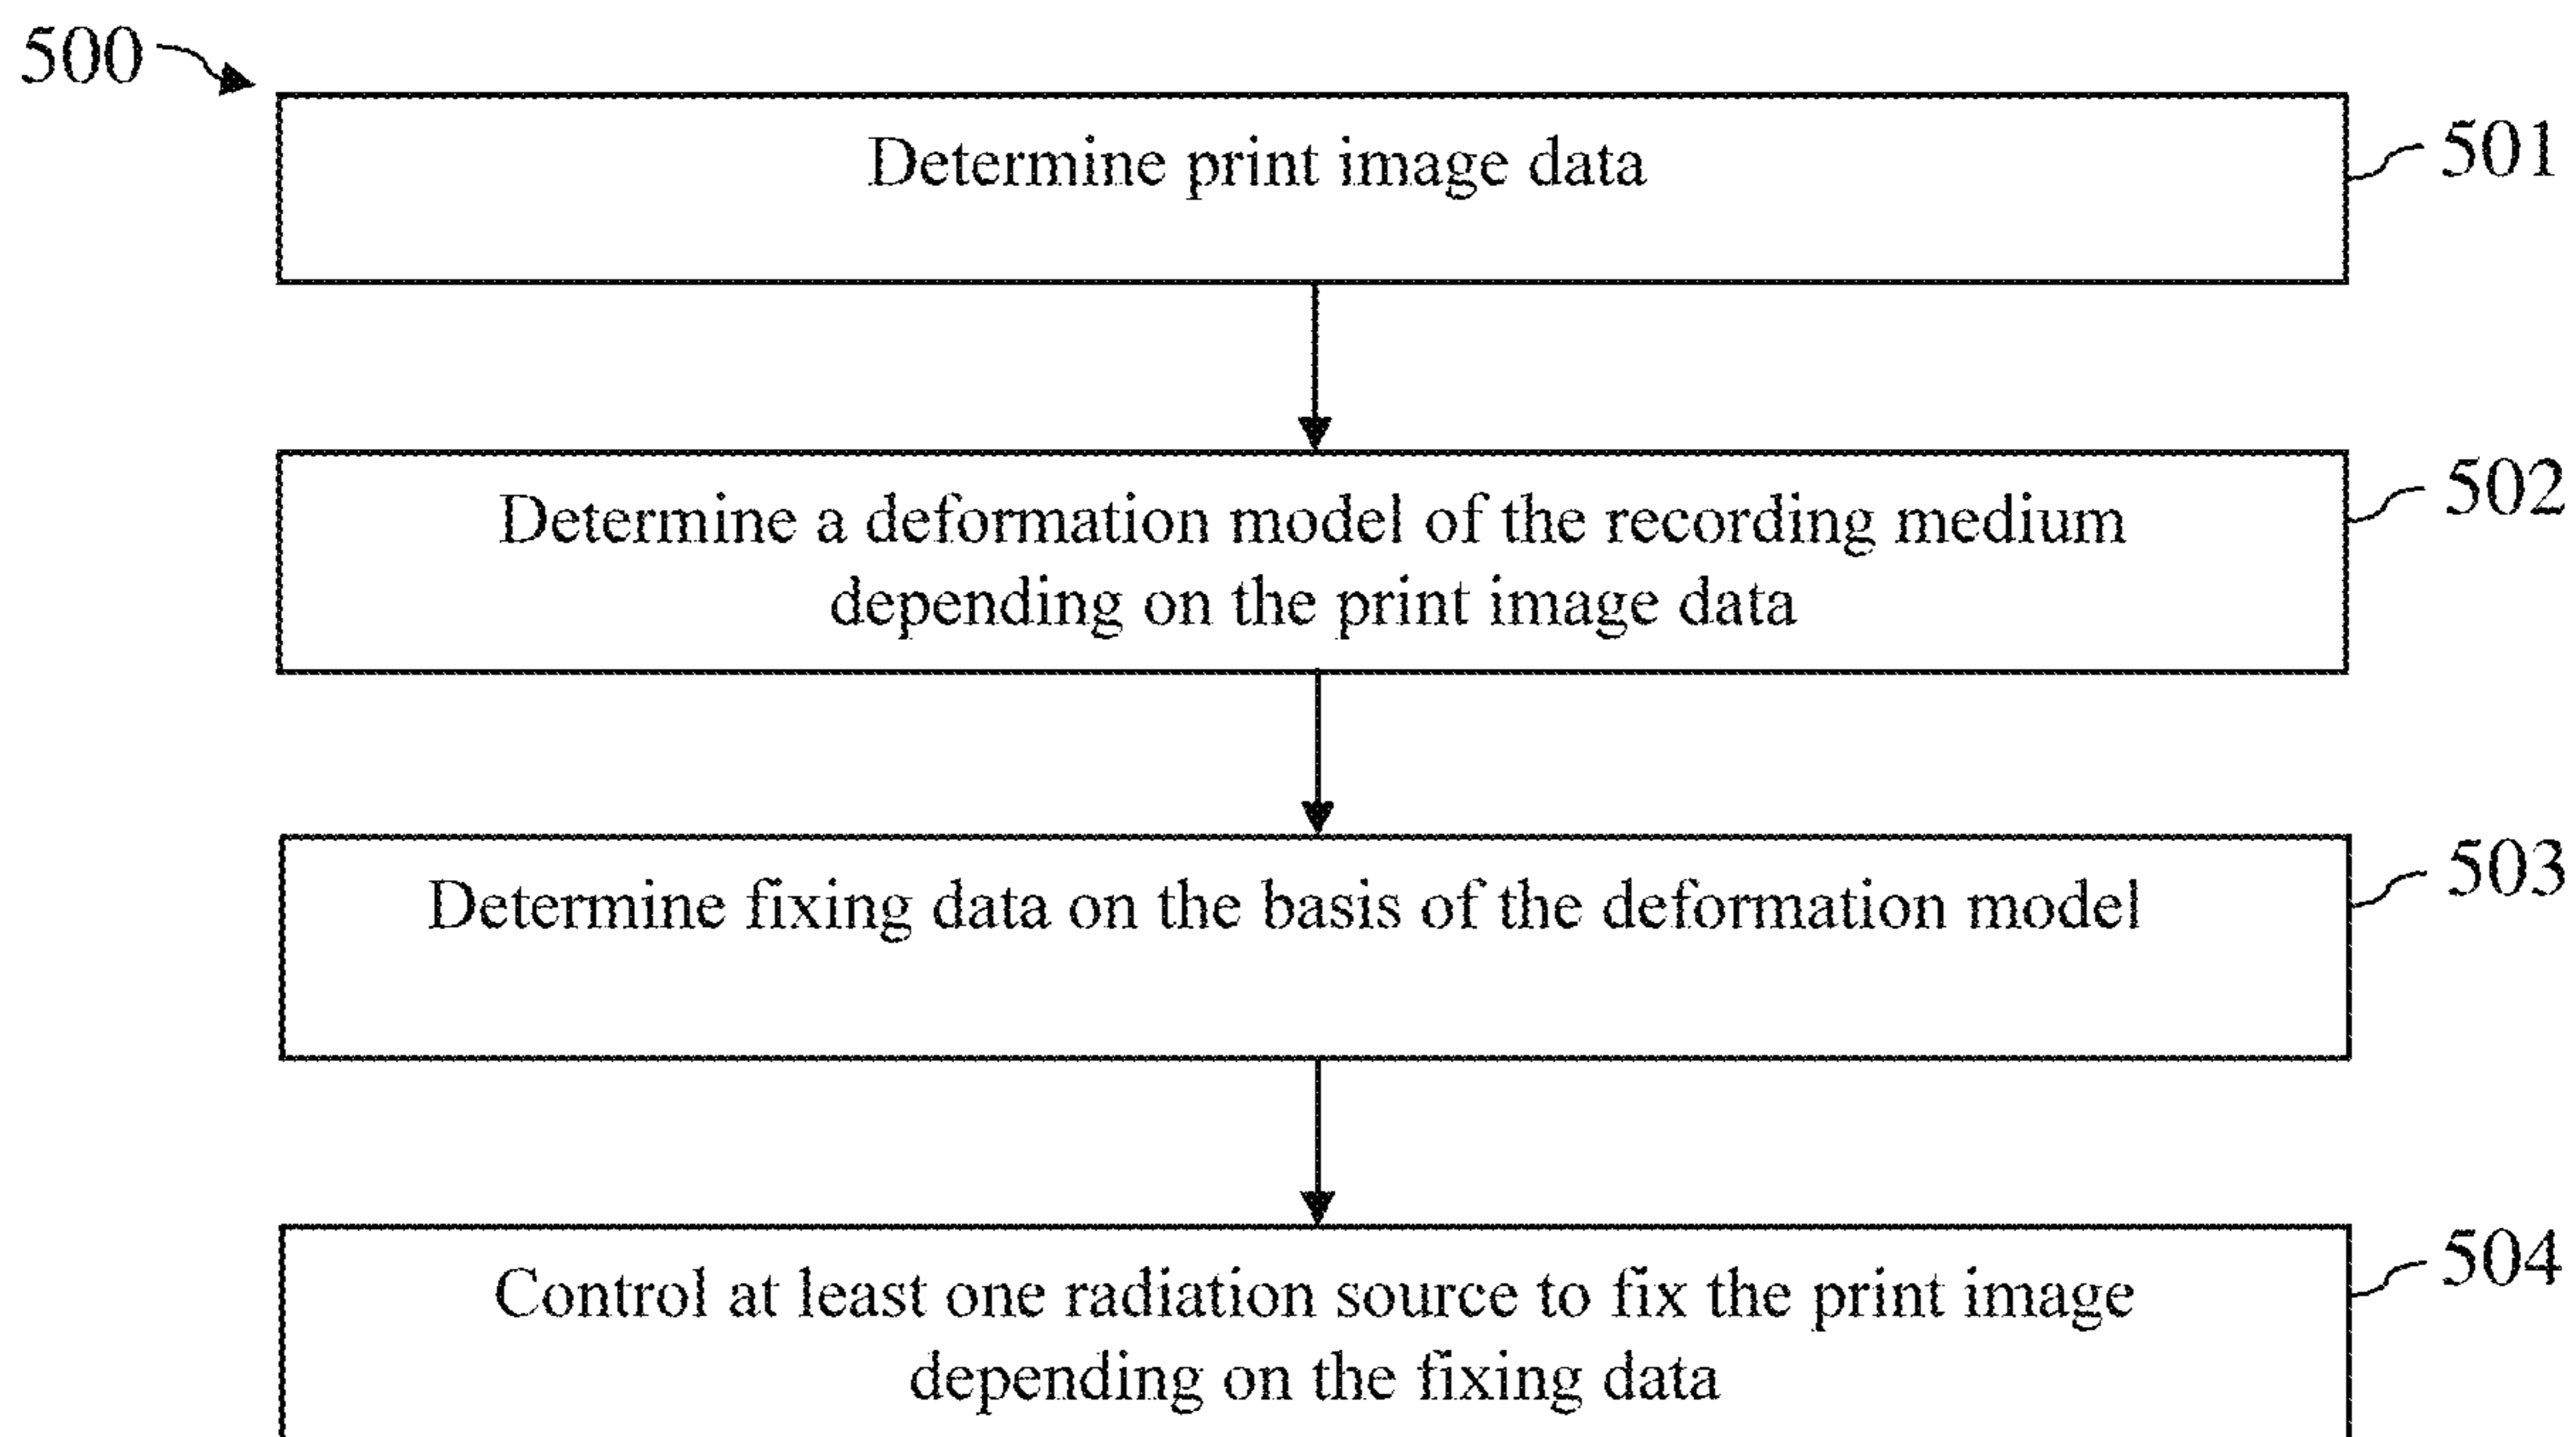 500
Determine print image data
501
Determine a deformation model of the recording medium
depending on the print image data
502
Determine fixing data on the basis of the deformation model
503
Control at least one radiation source to fix the print image
depending on the fixing data
504